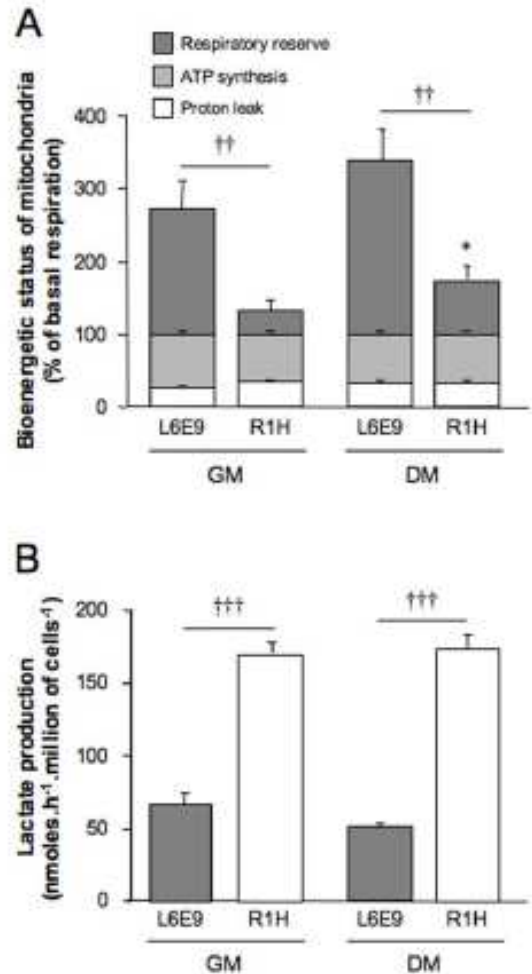 A
Respiratory reserve
ATP synthesis
Proton leak
Bioenergetic status of mitochondria
(% of basal respiration)
400
300
200
100
0
††
††
*
L6E9 R1H L6E9 R1H
GM DM
B
Lactate production
(nmoles.h⁻¹.million of cells⁻¹)
200
150
100
50
0
†††
†††
L6E9 R1H L6E9 R1H
GM DM